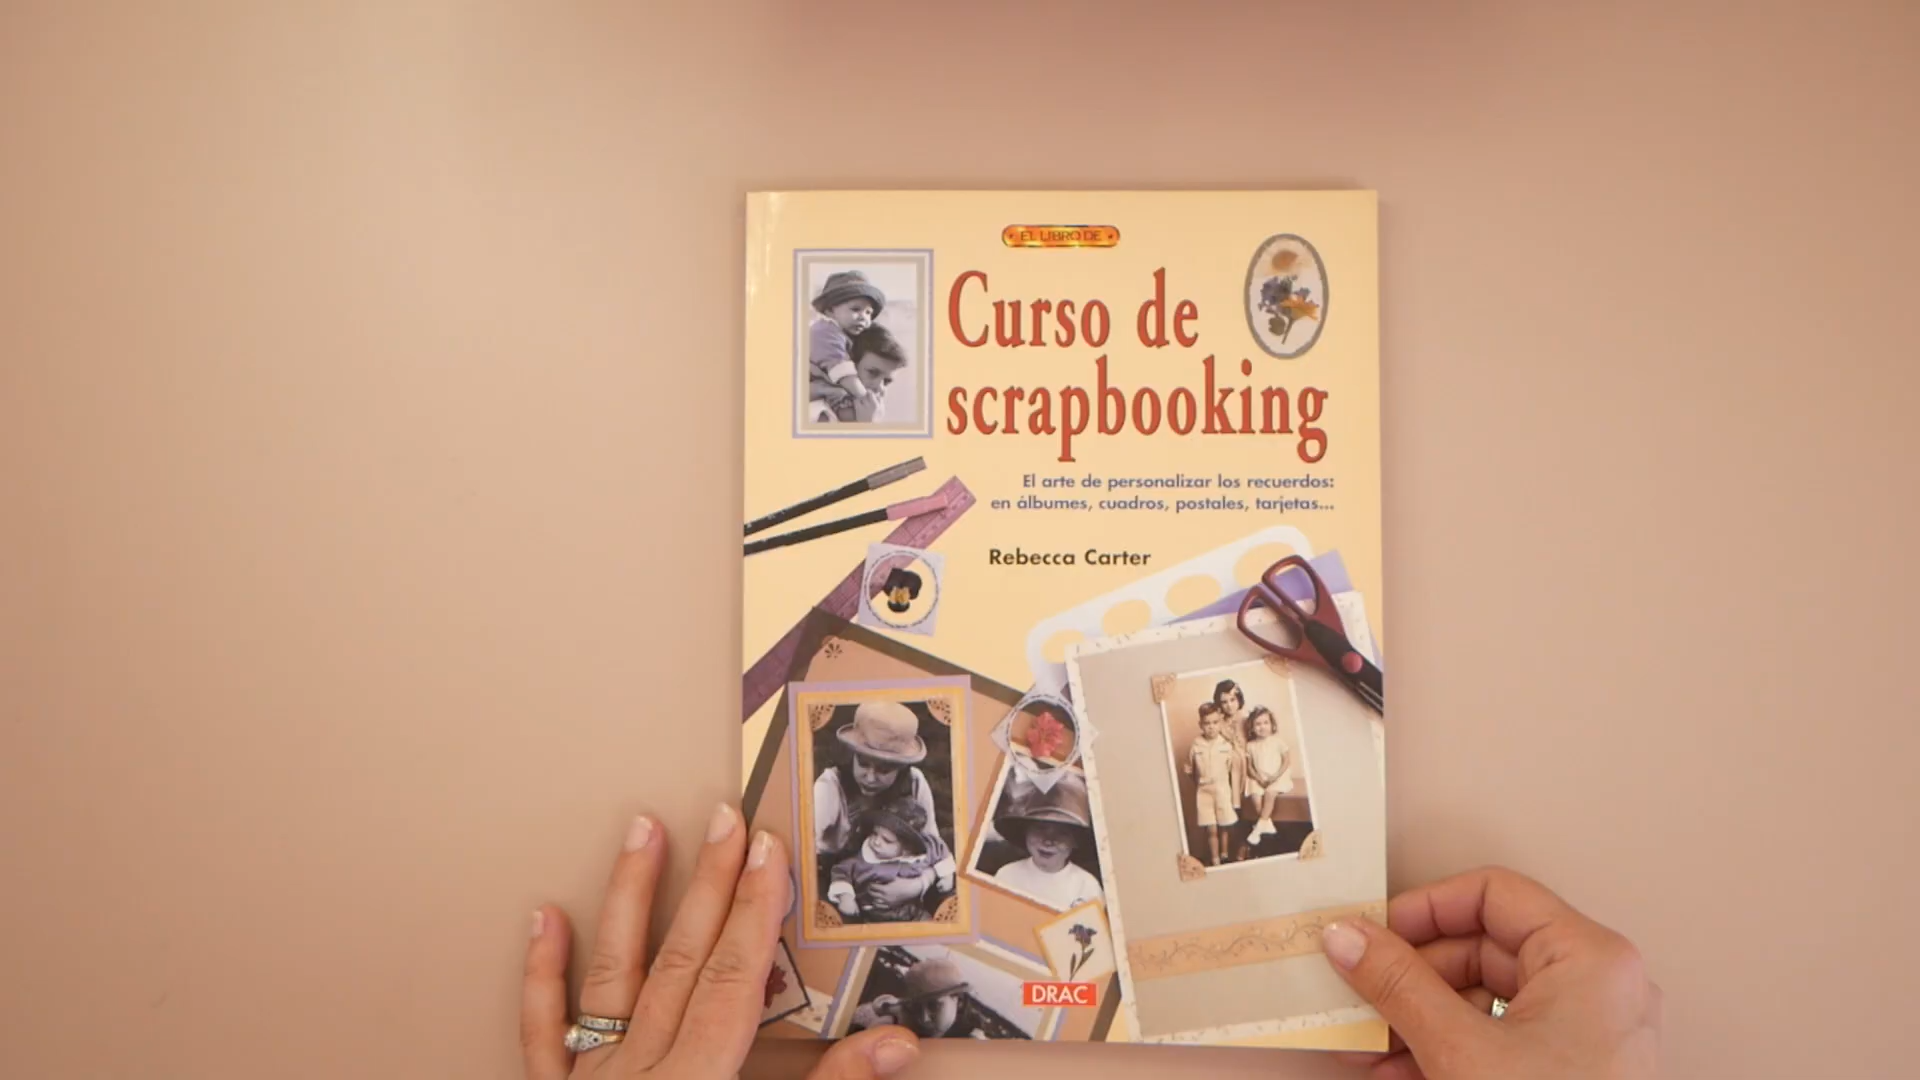 EL LIBRO DE
Curso de
scrapbooking
El arte de personalizar los recuerdos:
en álbumes, cuadros, postales, tarjetas...
Rebecca Carter
DRAC